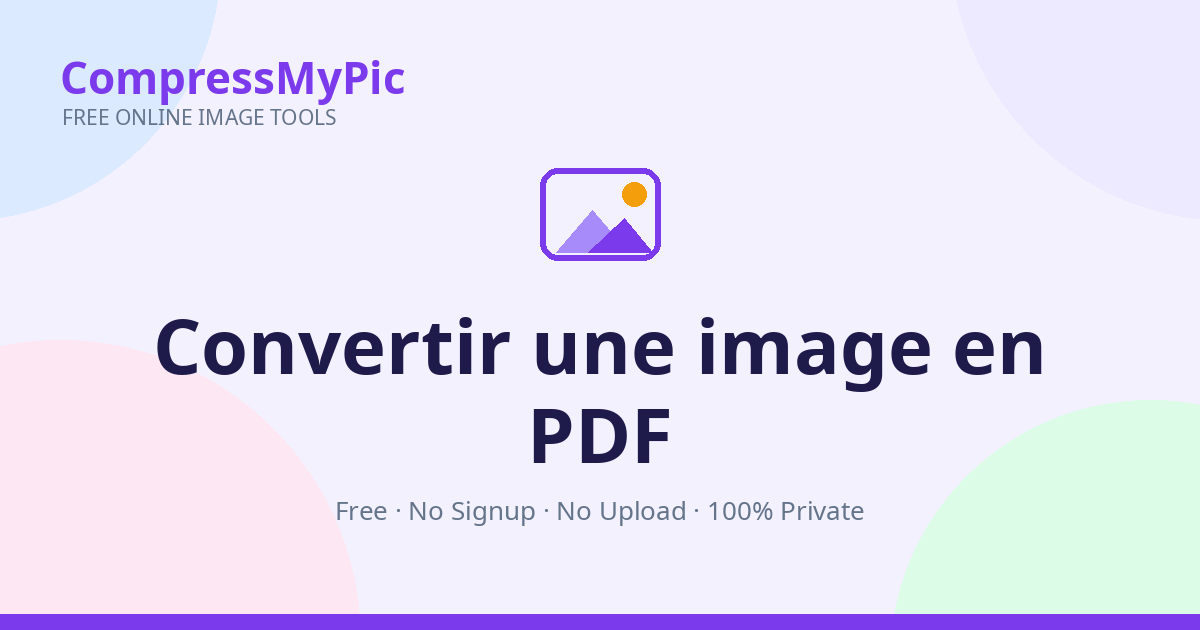 CompressMyPic
FREE ONLINE IMAGE TOOLS
Convertir une image en
PDF
Free · No Signup · No Upload · 100% Private